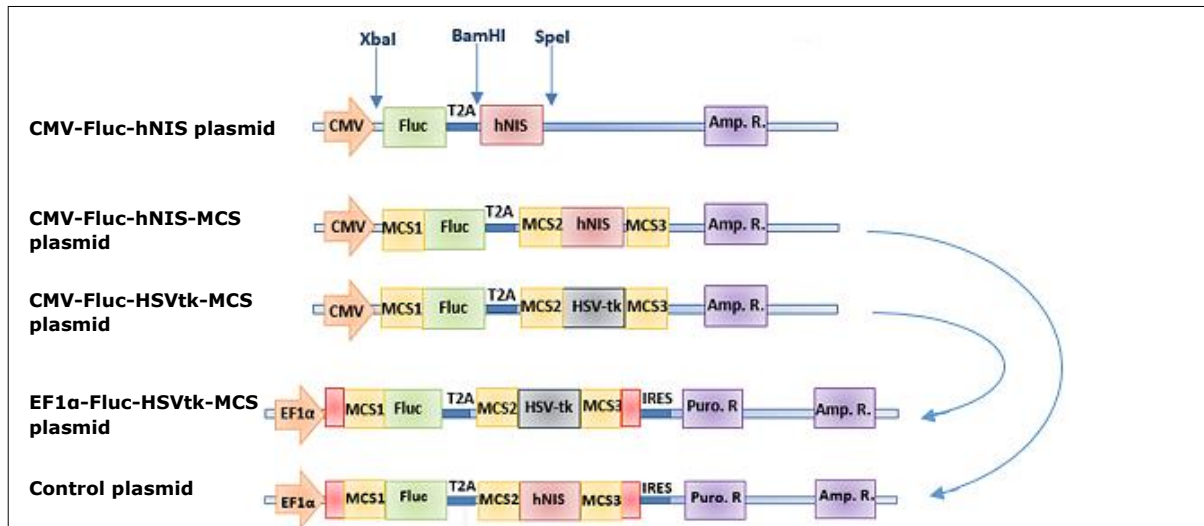 XbaI BamHI SpeI
CMV-Fluc-hNIS plasmid
CMV Fluc T2A hNIS Amp. R.
CMV-Fluc-hNIS-MCS
plasmid
CMV MCS1 Fluc T2A MCS2 hNIS MCS3 Amp. R.
CMV-Fluc-HSVtk-MCS
plasmid
CMV MCS1 Fluc T2A MCS2 HSV-tk MCS3 Amp. R.
EF1α-Fluc-HSVtk-MCS
plasmid
EF1α MCS1 Fluc T2A MCS2 HSV-tk MCS3 IRES Puro. R Amp. R.
Control plasmid
EF1α MCS1 Fluc T2A MCS2 hNIS MCS3 IRES Puro. R Amp. R.